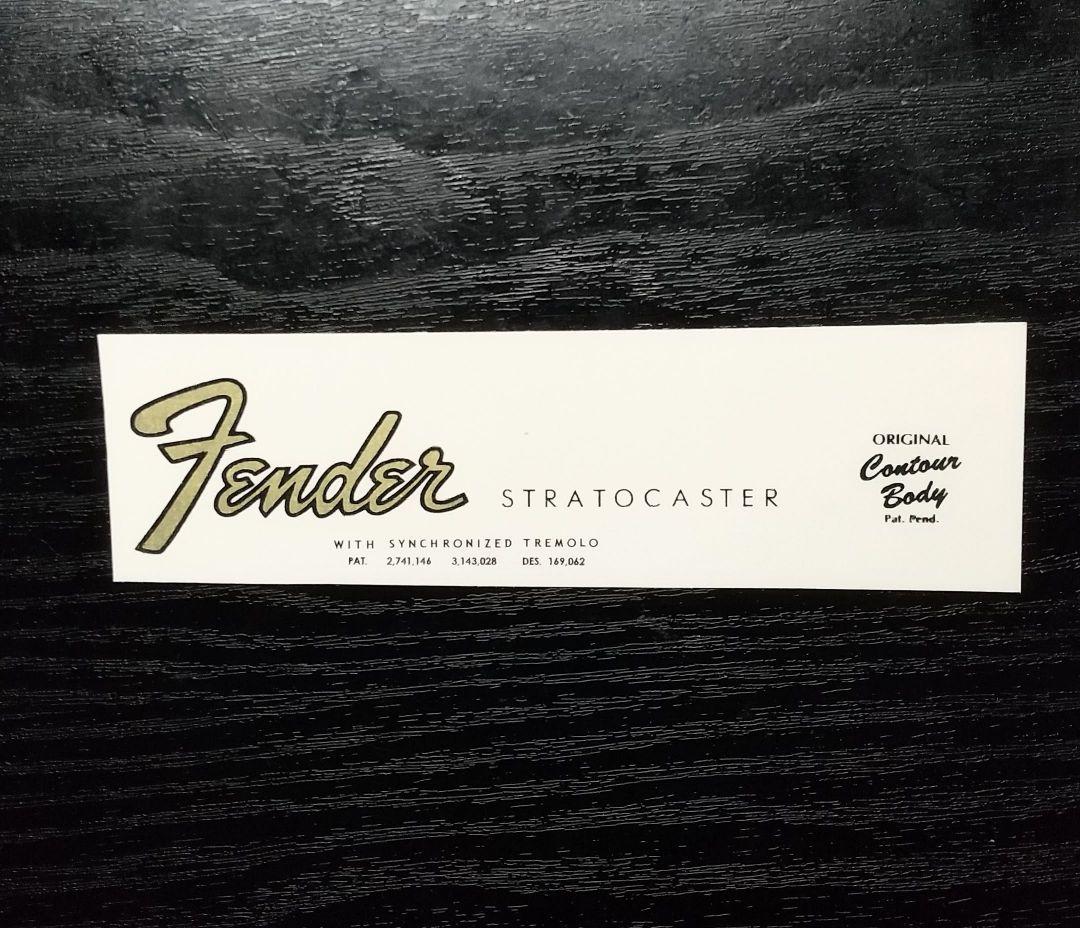 Fender STRATOCASTER
WITH SYNCHRONIZED TREMOLO
PAT. 2,741,146 3,143,028 DES. 169,062
ORIGINAL
Contour
Body
Pat. Pend.